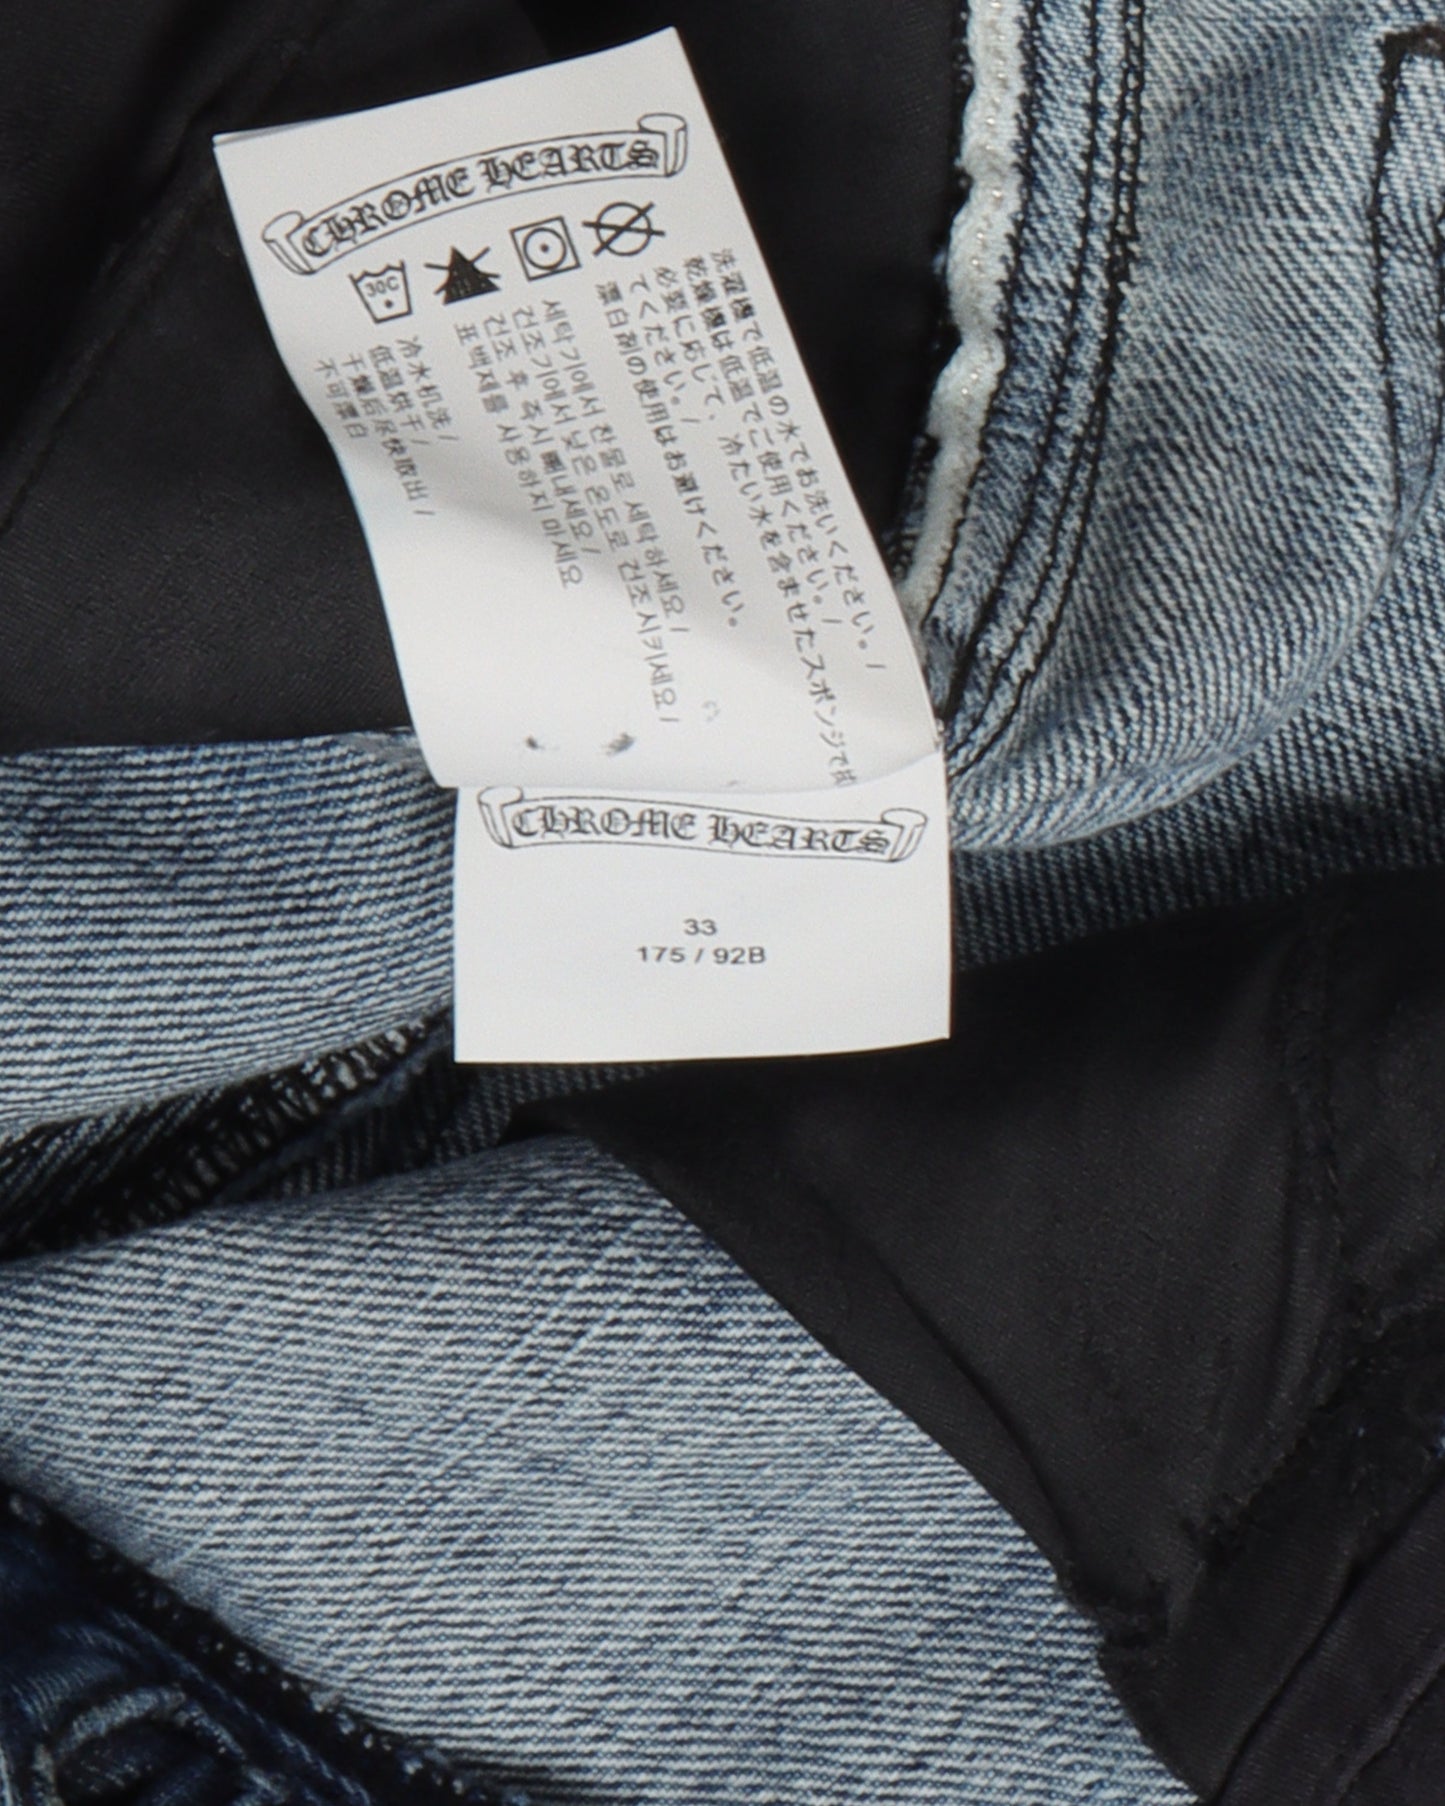 CHROME HEARTS
30C
洗濯機で低温の水でお洗いください。/
乾燥機は低温でご使用ください。/
必要に応じて、冷たい水を含ませたスポンジで
てください。/
漂白剤の使用はお避けください。
세탁기에서 찬물로 세탁하세요/
건조기에서 낮은 온도로 건조시키세요/
건조 후 즉시 빼내세요/
표백제를 사용하지 마세요
冷水机洗/
低温烘干/
干燥后尽快取出/
不可漂白
CHROME HEARTS
33
175 / 92B